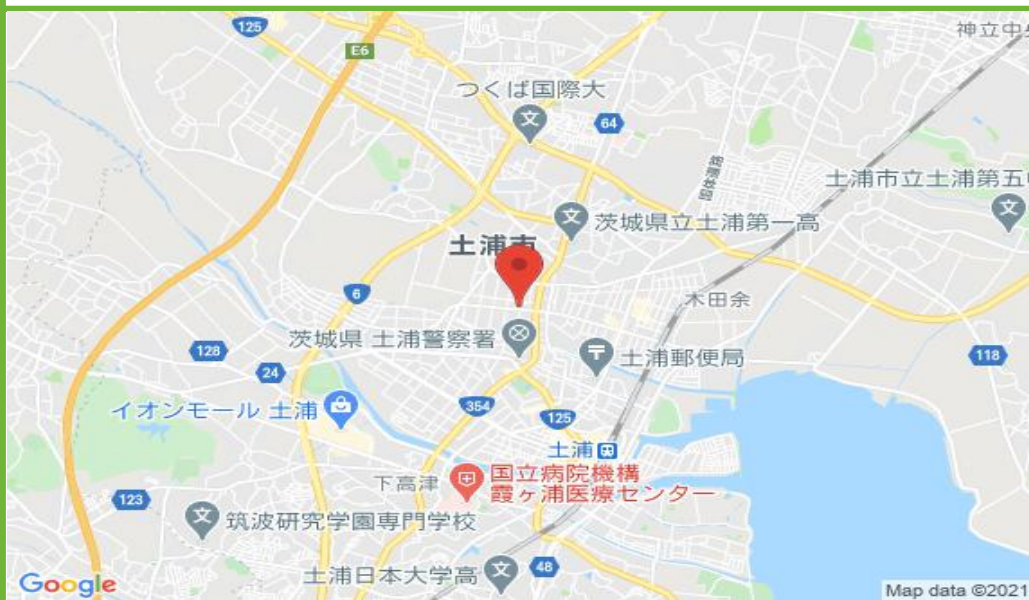 125
神立中央
E6
つくば国際大
64
土浦市立土浦第五中
茨城県立土浦第一高
土浦市
6
木田余
茨城県 土浦警察署
128
土浦郵便局
118
24
イオンモール 土浦
354
125
土浦
下高津
国立病院機構
霞ヶ浦医療センター
123
筑波研究学園専門学校
土浦日本大学高
48
Google
Map data ©2021